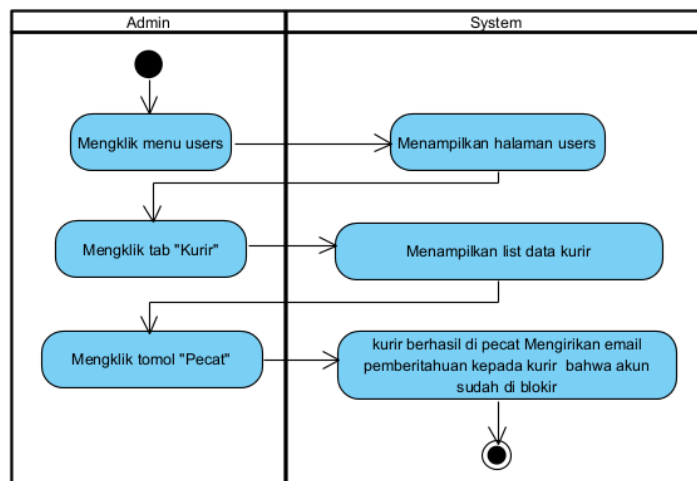 Admin
System
Mengklik menu users
Menampilkan halaman users
Mengklik tab "Kurir"
Menampilkan list data kurir
Mengklik tomol "Pecat"
kurir berhasil di pecat Mengirikan email
pemberitahuan kepada kurir bahwa akun
sudah di blokir